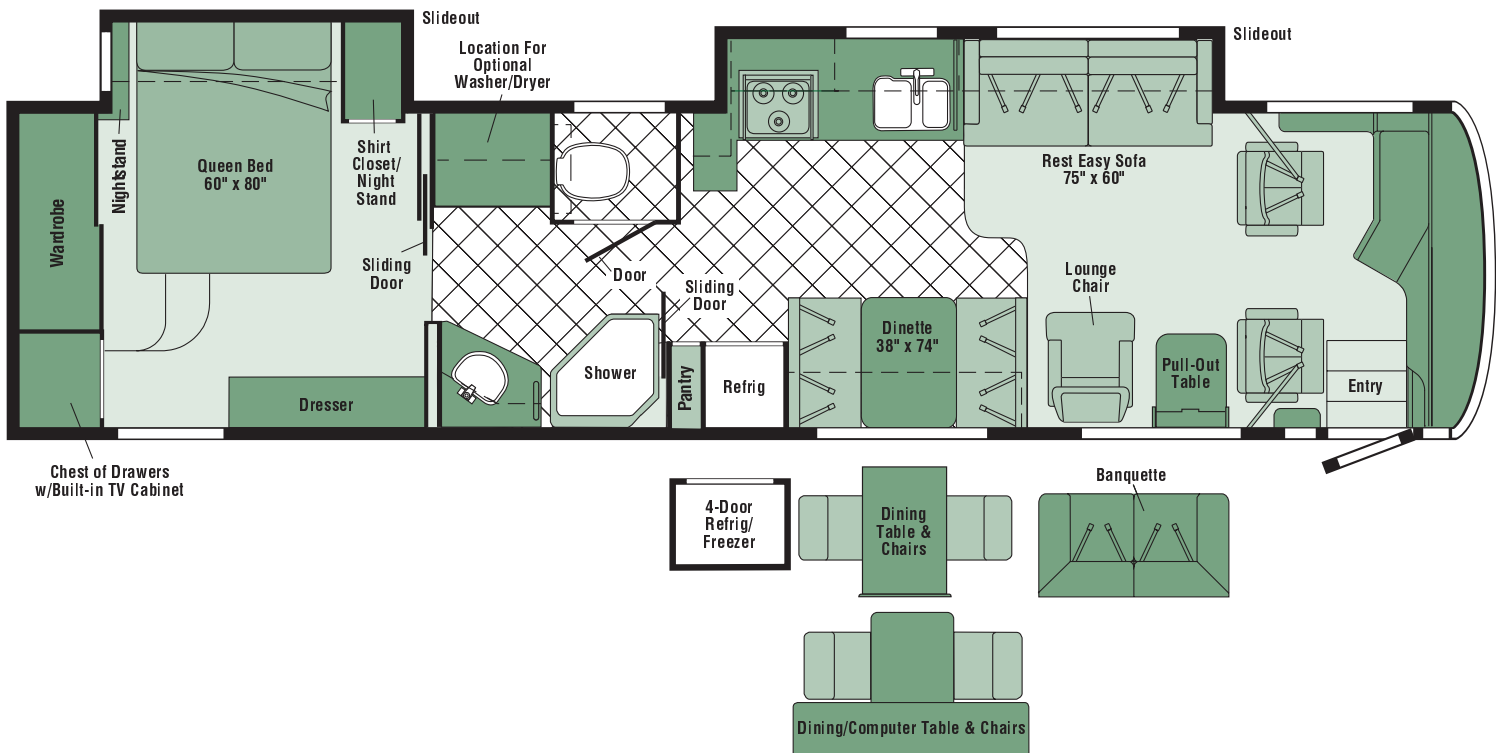 Slideout
Location For
Optional
Washer/Dryer
Slideout
Nightstand
Queen Bed
60" x 80"
Shirt
Closet/
Night
Stand
Rest Easy Sofa
75" x 60"
Wardrobe
Sliding
Door
Door
Sliding
Door
Lounge
Chair
Dinette
38" x 74"
Shower
Pantry
Refrig
Pull-Out
Table
Entry
Dresser
Chest of Drawers
w/Built-in TV Cabinet
4-Door
Refrig/
Freezer
Dining
Table &
Chairs
Banquette
Dining/Computer Table & Chairs